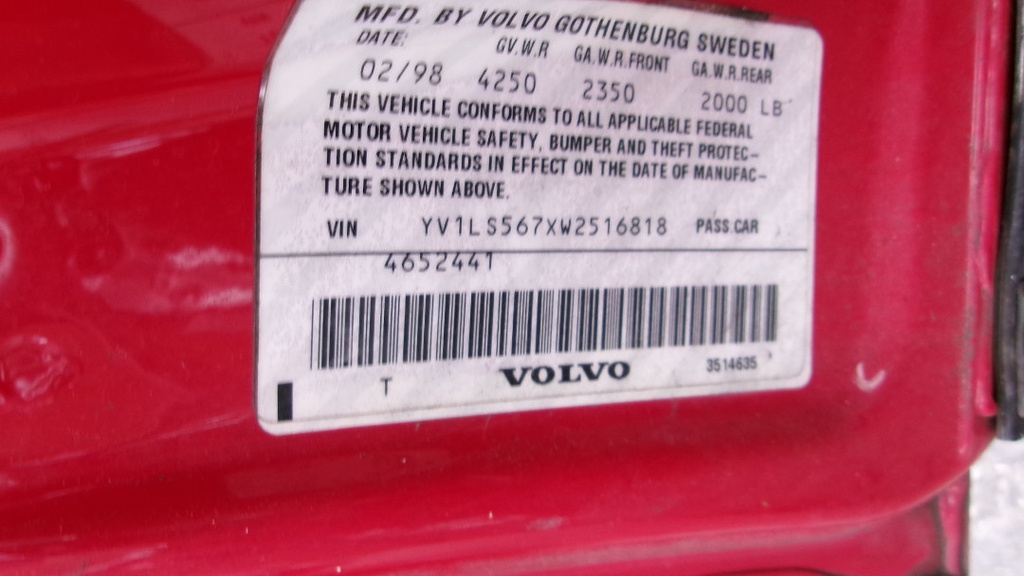 MFD. BY VOLVO GOTHENBURG SWEDEN
DATE: GV.W.R GA.W.R.FRONT GA.W.R.REAR
02/98 4250 2350 2000 LB
THIS VEHICLE CONFORMS TO ALL APPLICABLE FEDERAL
MOTOR VEHICLE SAFETY, BUMPER AND THEFT PROTEC-
TION STANDARDS IN EFFECT ON THE DATE OF MANUFAC-
TURE SHOWN ABOVE.
VIN YV1LS567XW2516818 PASS.CAR
4652441
T VOLVO 3514635